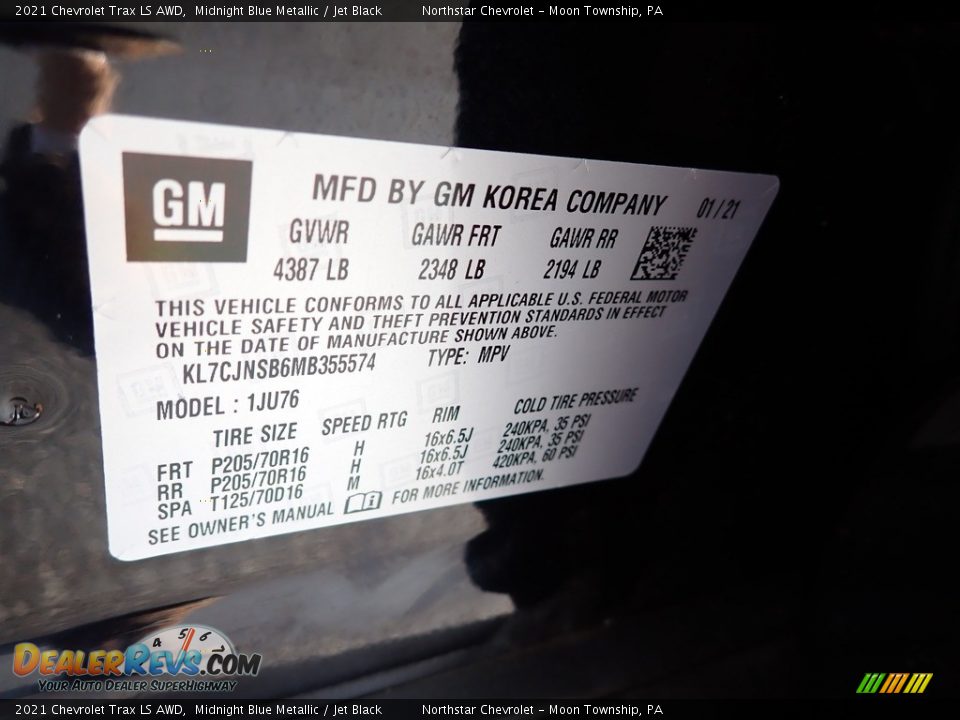 2021 Chevrolet Trax LS AWD, Midnight Blue Metallic / Jet Black Northstar Chevrolet - Moon Township, PA
GM MFD BY GM KOREA COMPANY 01/21
GVWR GAWR FRT GAWR RR
4387 LB 2348 LB 2194 LB
THIS VEHICLE CONFORMS TO ALL APPLICABLE U.S. FEDERAL MOTOR
VEHICLE SAFETY AND THEFT PREVENTION STANDARDS IN EFFECT
ON THE DATE OF MANUFACTURE SHOWN ABOVE.
KL7CJNSB6MB355574 TYPE: MPV
MODEL : 1JU76
TIRE SIZE SPEED RTG RIM COLD TIRE PRESSURE
FRT P205/70R16 H 16x6.5J 240KPA, 35 PSI
RR P205/70R16 H 16x6.5J 240KPA, 35 PSI
SPA T125/70D16 M 16x4.0T 420KPA, 60 PSI
SEE OWNER'S MANUAL FOR MORE INFORMATION.
4 5 6 7
DEALERREVS.COM
YOUR AUTO DEALER SUPERHIGHWAY
2021 Chevrolet Trax LS AWD, Midnight Blue Metallic / Jet Black Northstar Chevrolet - Moon Township, PA